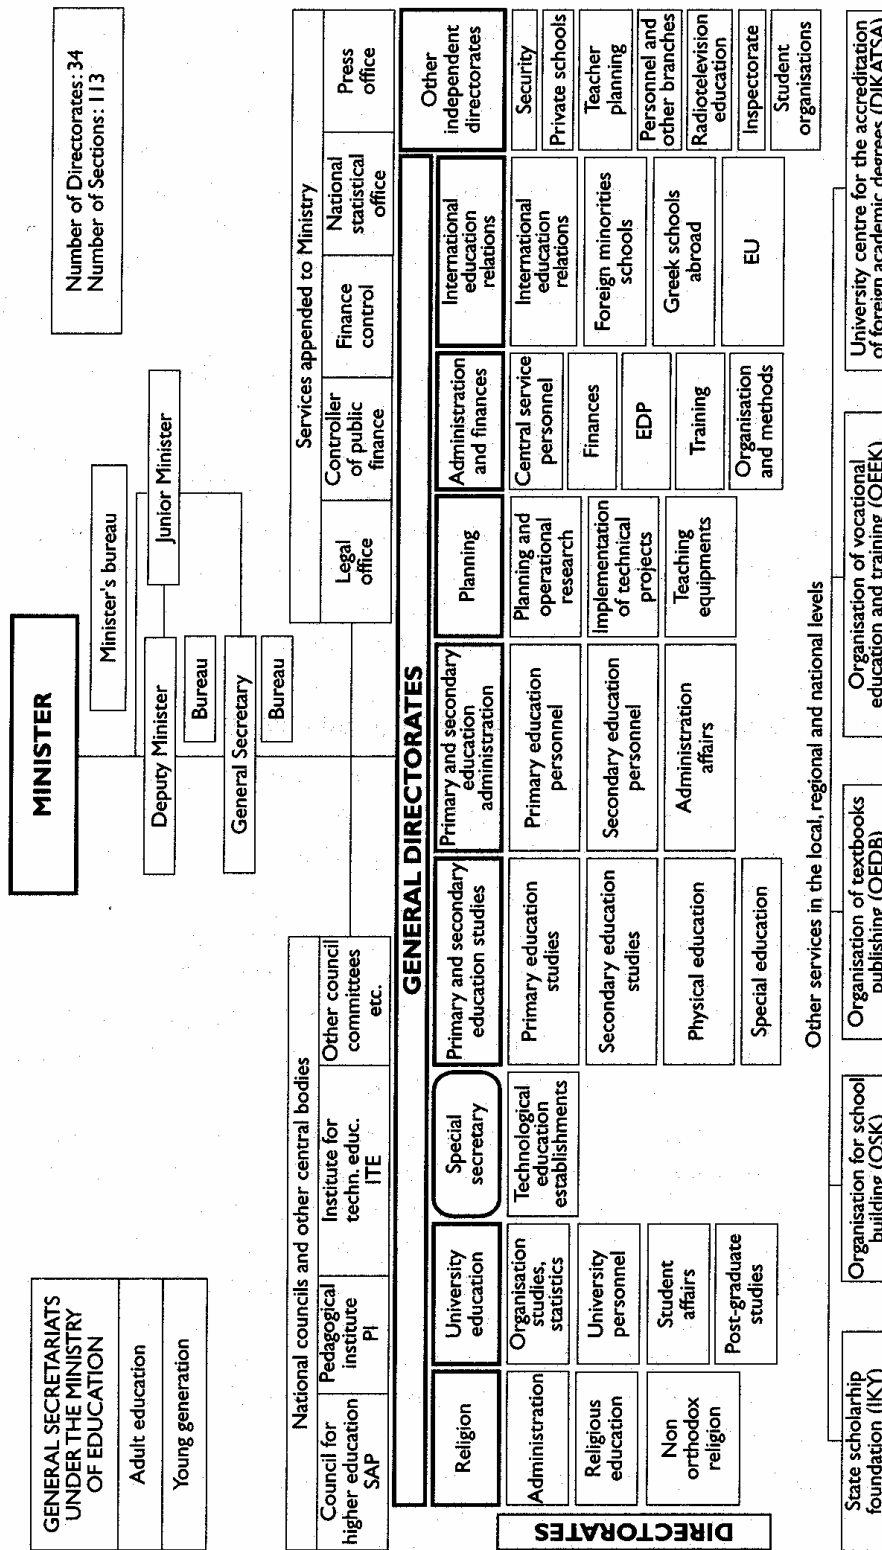 MINISTER
Minister's bureau
Deputy Minister
Junior Minister
Bureau
General Secretary
Bureau
Number of Directorates: 34
Number of Sections: 113
GENERAL SECRETARIATS
UNDER THE MINISTRY
OF EDUCATION
Adult education
Young generation
National councils and other central bodies
Council for
higher education
SAP
Pedagogical
institute
PI
Institute for
techn. educ.
ITE
Other council
committees
etc.
Services appended to Ministry
Legal
office
Controller
of public
finance
Finance
control
National
statistical
office
Press
office
GENERAL DIRECTORATES
Religion
University
education
Special
secretary
Primary and secondary
education studies
Primary and secondary
education
administration
Planning
Administration
and finances
International
education
relations
Other
independent
directorates
DIRECTORATES
Administration
Religious
education
Non
orthodox
religion
Organisation
studies,
statistics
University
personnel
Student
affairs
Post-graduate
studies
Technological
education
establishments
Primary education
studies
Secondary education
studies
Physical education
Special education
Primary education
personnel
Secondary education
personnel
Administration
affairs
Planning and
operational
research
Implementation
of technical
projects
Teaching
equipments
Central service
personnel
Finances
EDP
Training
Organisation
and methods
International
education
relations
Foreign minorities
schools
Greek schools
abroad
EU
Security
Private schools
Teacher
planning
Personnel and
other branches
Radiotelevision
education
Inspectorate
Student
organisations
Other services in the local, regional and national levels
State scholarhip
foundation (IKY)
Organisation for school
building (OSK)
Organisation of textbooks
publishing (OEDB)
Organisation of vocational
education and training (OEEK)
University centre for the accreditation
of foreign academic degrees (DIKATSA)